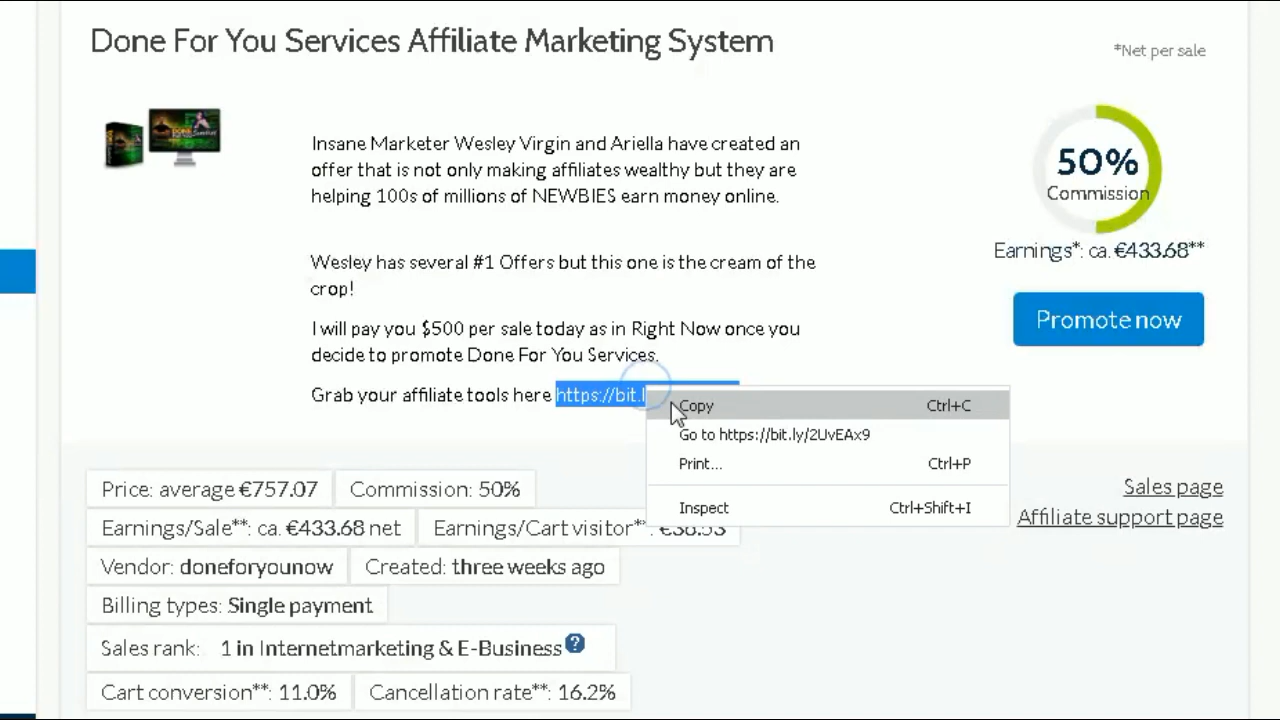 Done For You Services Affiliate Marketing System
*Net per sale
Insane Marketer Wesley Virgin and Ariella have created an
offer that is not only making affiliates wealthy but they are
helping 100s of millions of NEWBIES earn money online.
50%
Commission
Earnings*: ca. €433.68**
Wesley has several #1 Offers but this one is the cream of the
crop!
Promote now
I will pay you $500 per sale today as in Right Now once you
decide to promote Done For You Services.
Grab your affiliate tools here https://bit.l
Copy Ctrl+C
Go to https://bit.ly/2UvEAx9
Print... Ctrl+P
Inspect Ctrl+Shift+I
Price: average €757.07 Commission: 50%
Sales page
Earnings/Sale**: ca. €433.68 net Earnings/Cart visitor**: €38.53
Affiliate support page
Vendor: doneforyounow Created: three weeks ago
Billing types: Single payment
Sales rank: 1 in Internetmarketing & E-Business ?
Cart conversion**: 11.0% Cancellation rate**: 16.2%